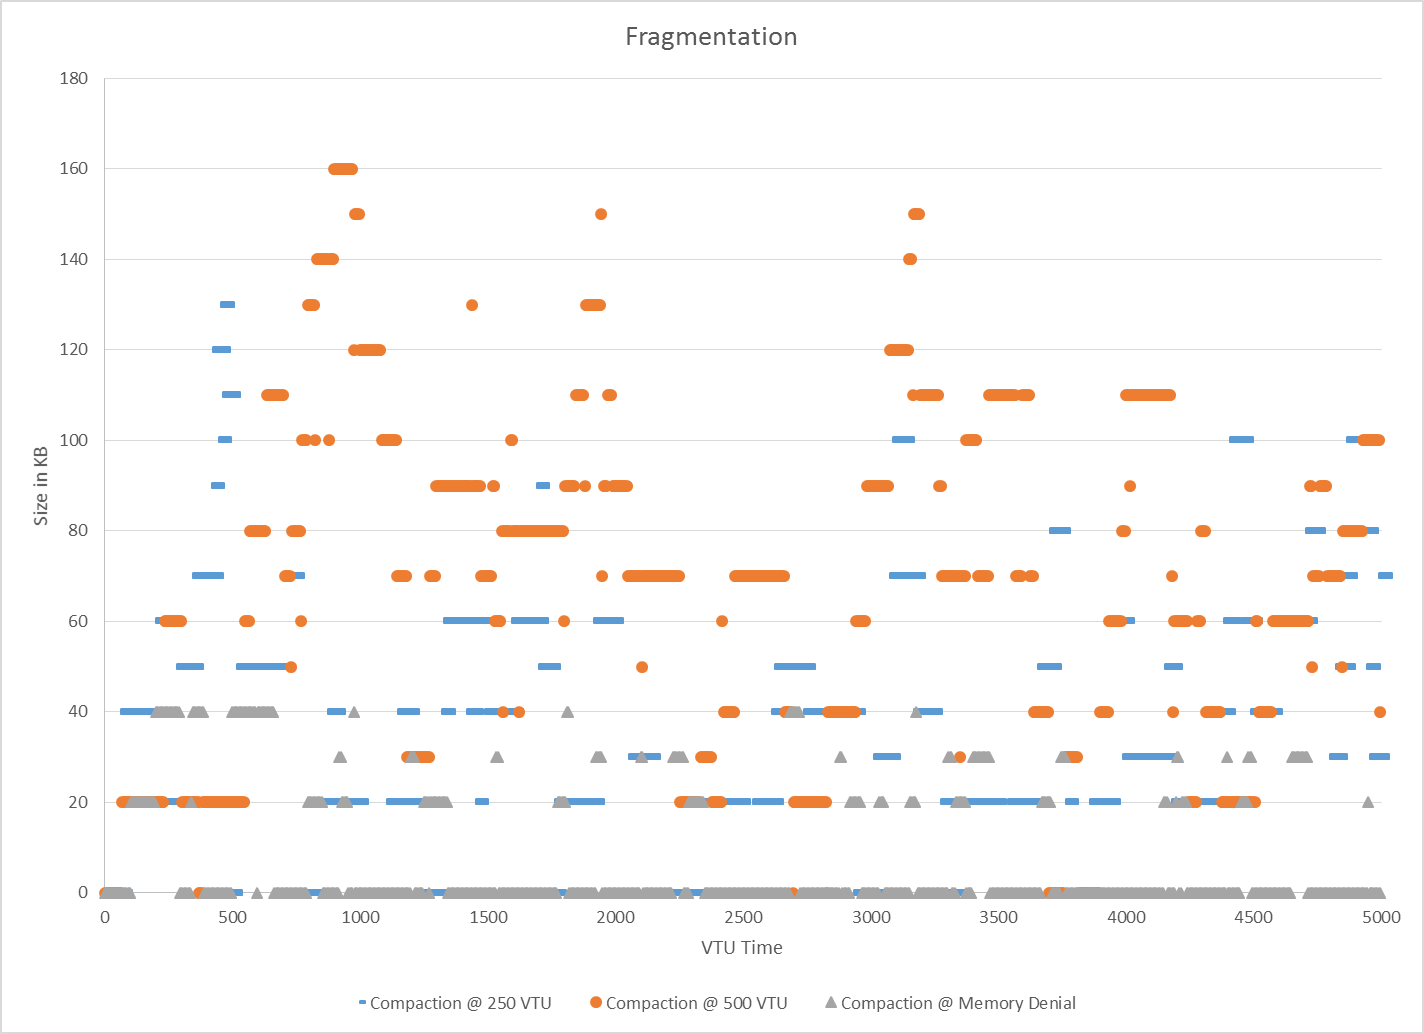 Fragmentation
180
160
140
120
100
80
60
40
20
0
Size in KB
0 500 1000 1500 2000 2500 3000 3500 4000 4500 5000
VTU Time
Compaction @ 250 VTU Compaction @ 500 VTU Compaction @ Memory Denial